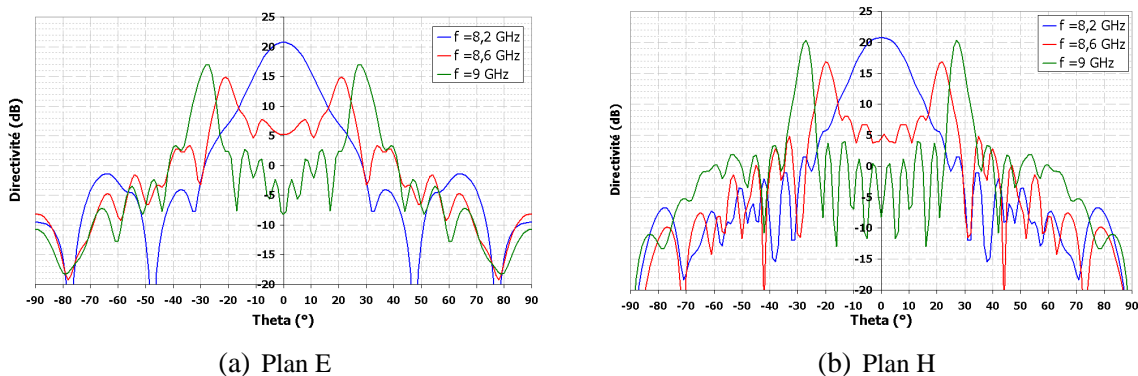 25
20
15
10
5
0
-5
-10
-15
-20
-90 -80 -70 -60 -50 -40 -30 -20 -10 0 10 20 30 40 50 60 70 80 90
Directivité (dB)
Theta (°)
f =8,2 GHz
f =8,6 GHz
f=9 GHz
(a) Plan E
25
20
15
10
5
0
-5
-10
-15
-20
-90 -80 -70 -60 -50 -40 -30 -20 -10 0 10 20 30 40 50 60 70 80 90
Directivité (dB)
Theta (°)
f =8,2 GHz
f =8,6 GHz
f =9 GHz
(b) Plan H